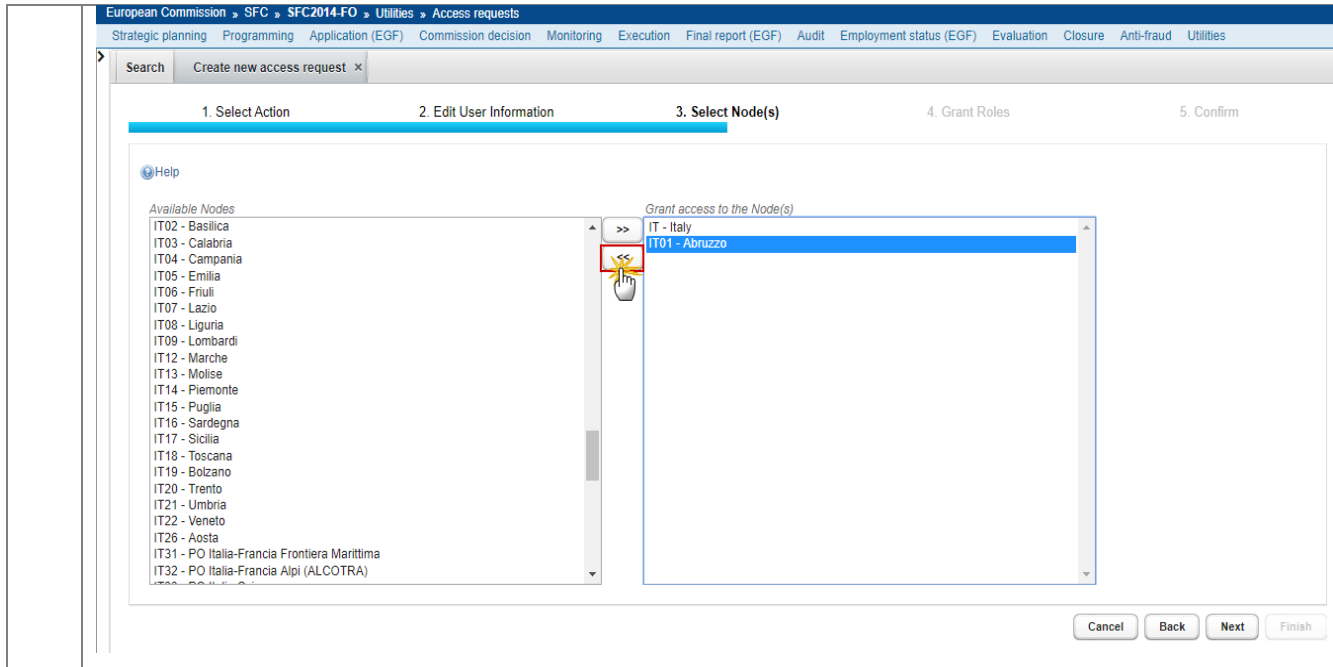 European Commission » SFC » SFC2014-FO » Utilities » Access requests
Strategic planning Programming Application (EGF) Commission decision Monitoring Execution Final report (EGF) Audit Employment status (EGF) Evaluation Closure Anti-fraud Utilities
Search Create new access request ×
1. Select Action 2. Edit User Information 3. Select Node(s) 4. Grant Roles 5. Confirm
Help
Available Nodes
IT02 - Basilica
IT03 - Calabria
IT04 - Campania
IT05 - Emilia
IT06 - Friuli
IT07 - Lazio
IT08 - Liguria
IT09 - Lombardi
IT12 - Marche
IT13 - Molise
IT14 - Piemonte
IT15 - Puglia
IT16 - Sardegna
IT17 - Sicilia
IT18 - Toscana
IT19 - Bolzano
IT20 - Trento
IT21 - Umbria
IT22 - Veneto
IT26 - Aosta
IT31 - PO Italia-Francia Frontiera Marittima
IT32 - PO Italia-Francia Alpi (ALCOTRA)
>>
<<
Grant access to the Node(s)
IT - Italy
IT01 - Abruzzo
Cancel Back Next Finish